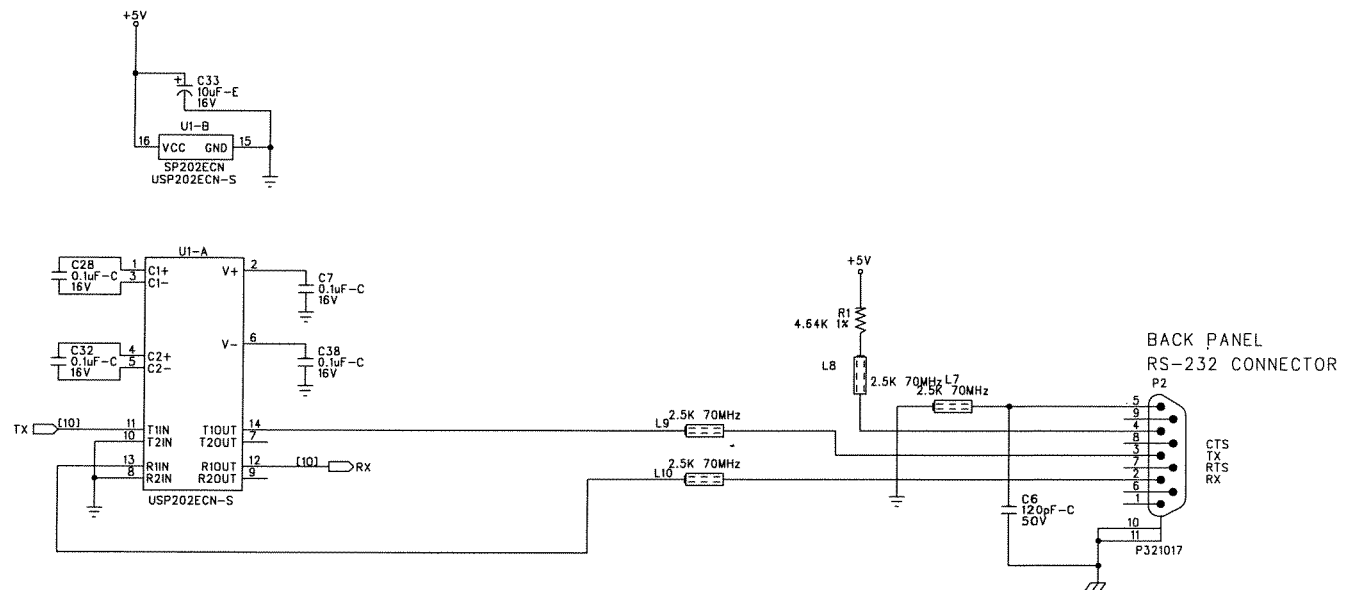 +5V
+
C33
10uF-E
16V
U1-B
16 VCC GND 15
SP202ECN
USP202ECN-S
U1-A
C28
0.1uF-C
16V
1 C1+
3 C1-
V+ 2
C7
0.1uF-C
16V
C32
0.1uF-C
16V
4 C2+
5 C2-
V- 6
C38
0.1uF-C
16V
TX [10] 11 T1IN
10 T2IN
T1OUT 14
T2OUT 7
13 R1IN
8 R2IN
R1OUT 12 [10] RX
R2OUT 9
USP202ECN-S
+5V
R1
4.64K 1%
L8
2.5K 70MHz
L7
2.5K 70MHz
L9 2.5K 70MHz
L10 2.5K 70MHz
C6
120pF-C
50V
BACK PANEL
RS-232 CONNECTOR
P2
5
9
4
8 CTS
3 TX
7 RTS
2 RX
6
1
10
11
P321017